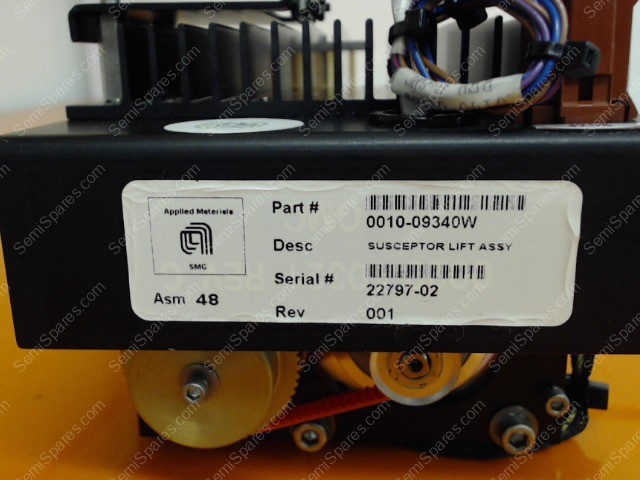 Applied Materials
SMG
Asm 48
Part # 0010-09340W
Desc SUSCEPTOR LIFT ASSY
Serial # 22797-02
Rev 001
SemiSpares.com